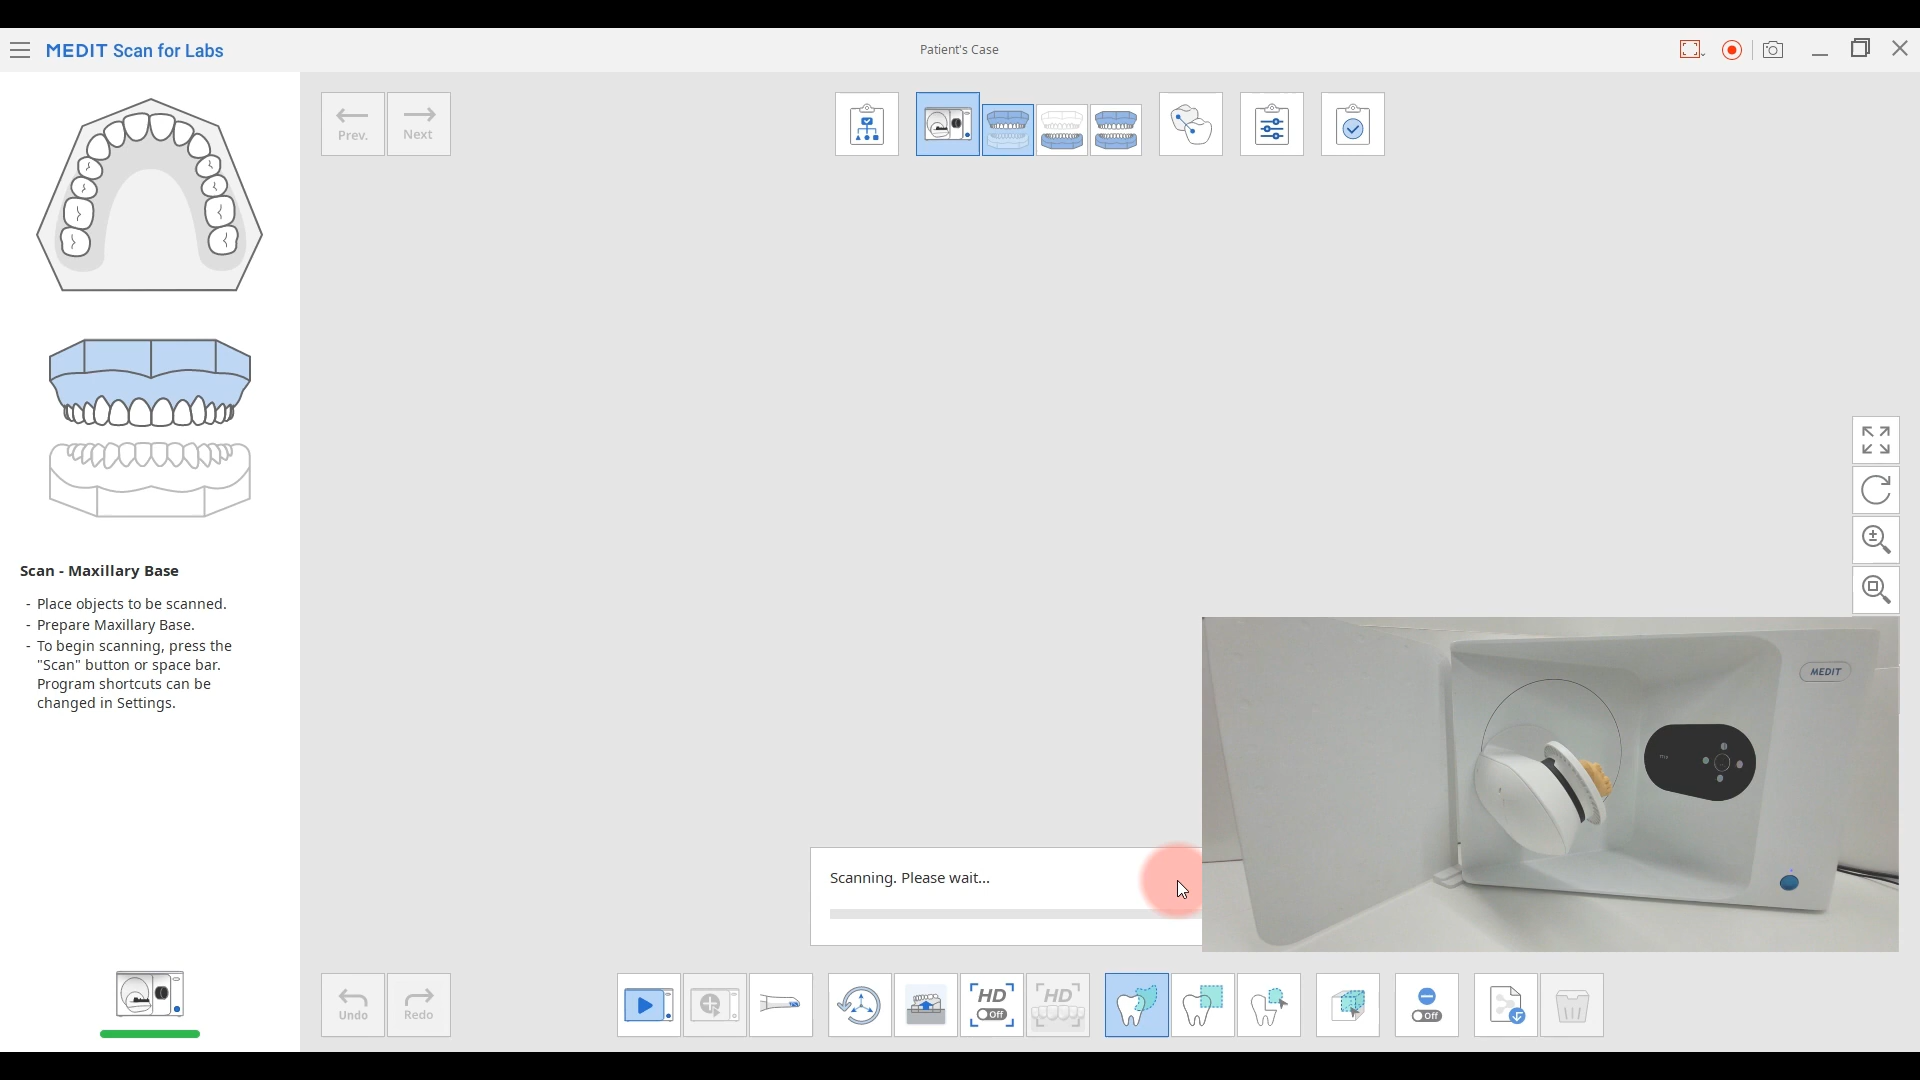 MEDIT Scan for Labs
Patient's Case
Prev.
Next
Scan - Maxillary Base
- Place objects to be scanned.
- Prepare Maxillary Base.
- To begin scanning, press the
"Scan" button or space bar.
Program shortcuts can be
changed in Settings.
MEDIT
Scanning. Please wait...
Undo
Redo
HD
Off
HD
Off